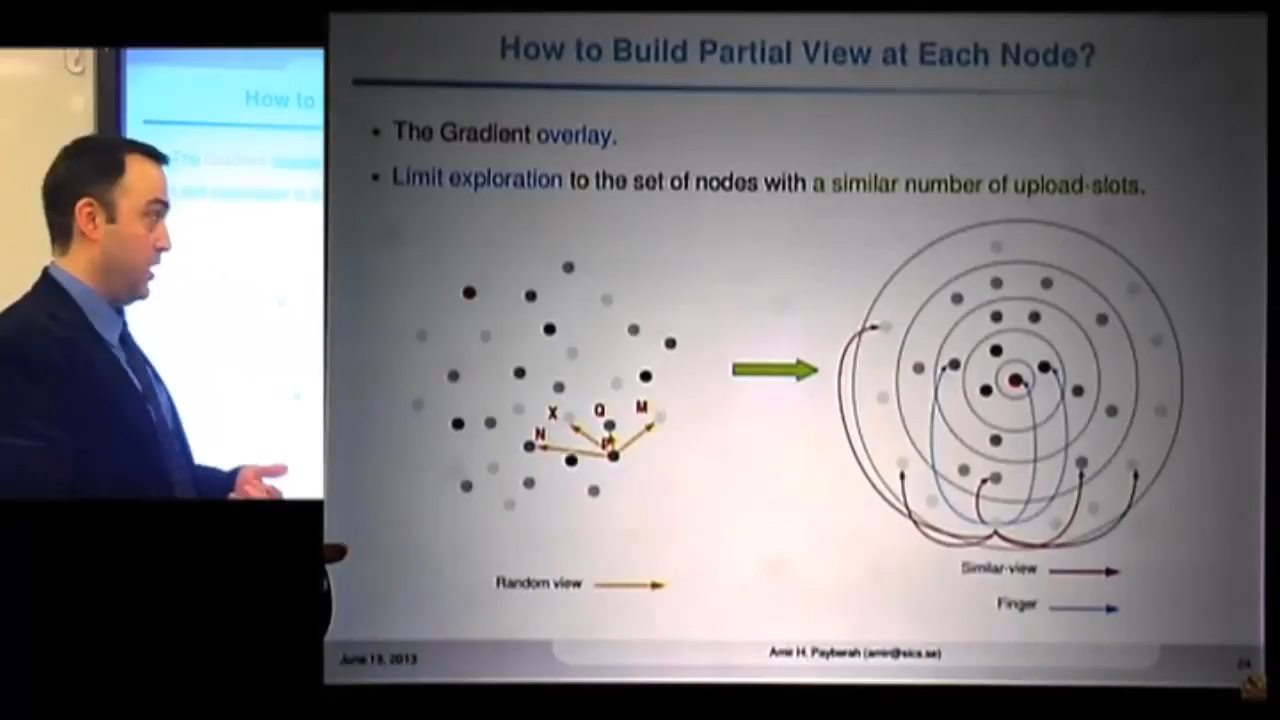 How to Build Partial View at Each Node?
How to
• The Gradient overlay.
• Limit exploration to the set of nodes with a similar number of upload-slots.
X
Q
M
N
P
Similar-view
Random view
Finger
June 19, 2013
Amir H. Payberah (amir@sics.se)
24